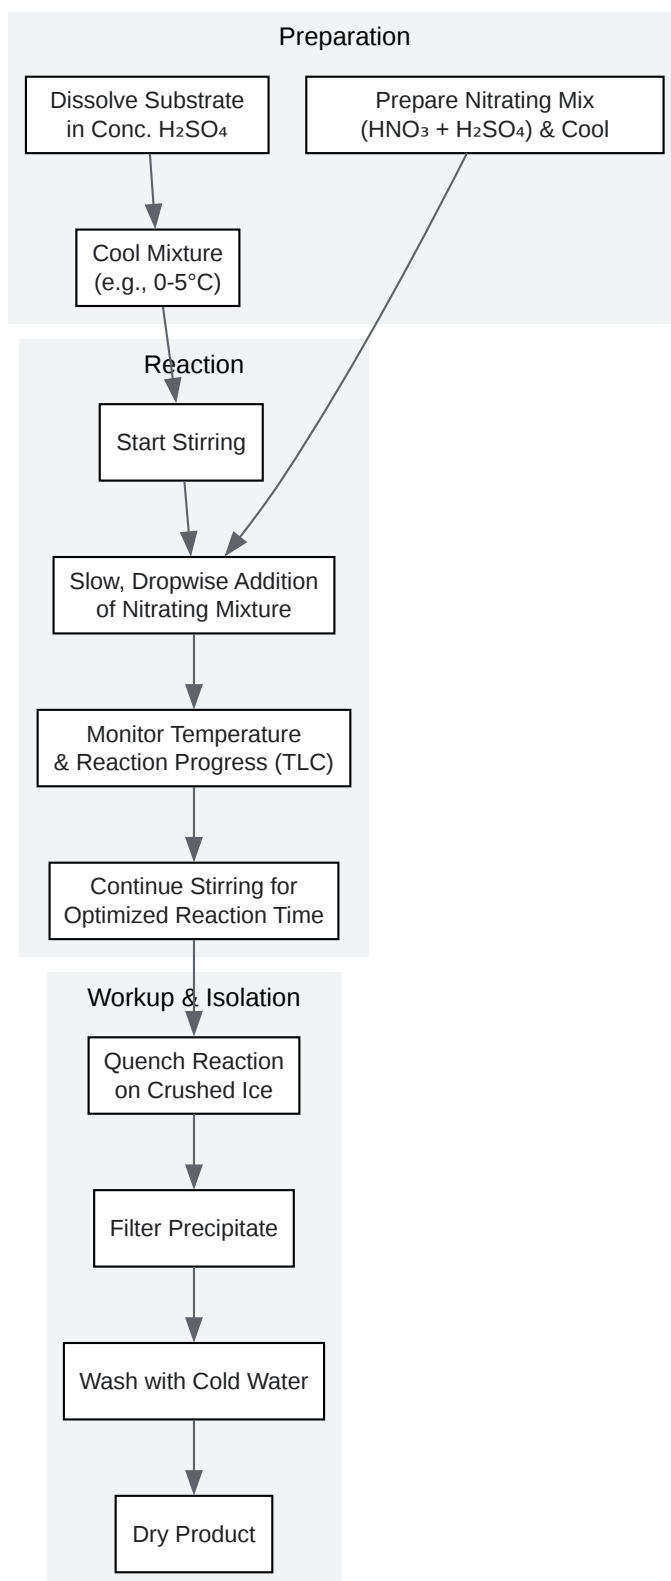 Preparation
Dissolve Substrate
in Conc. H₂SO₄
Prepare Nitrating Mix
(HNO₃ + H₂SO₄) & Cool
Cool Mixture
(e.g., 0-5°C)
Reaction
Start Stirring
Slow, Dropwise Addition
of Nitrating Mixture
Monitor Temperature
& Reaction Progress (TLC)
Continue Stirring for
Optimized Reaction Time
Workup & Isolation
Quench Reaction
on Crushed Ice
Filter Precipitate
Wash with Cold Water
Dry Product